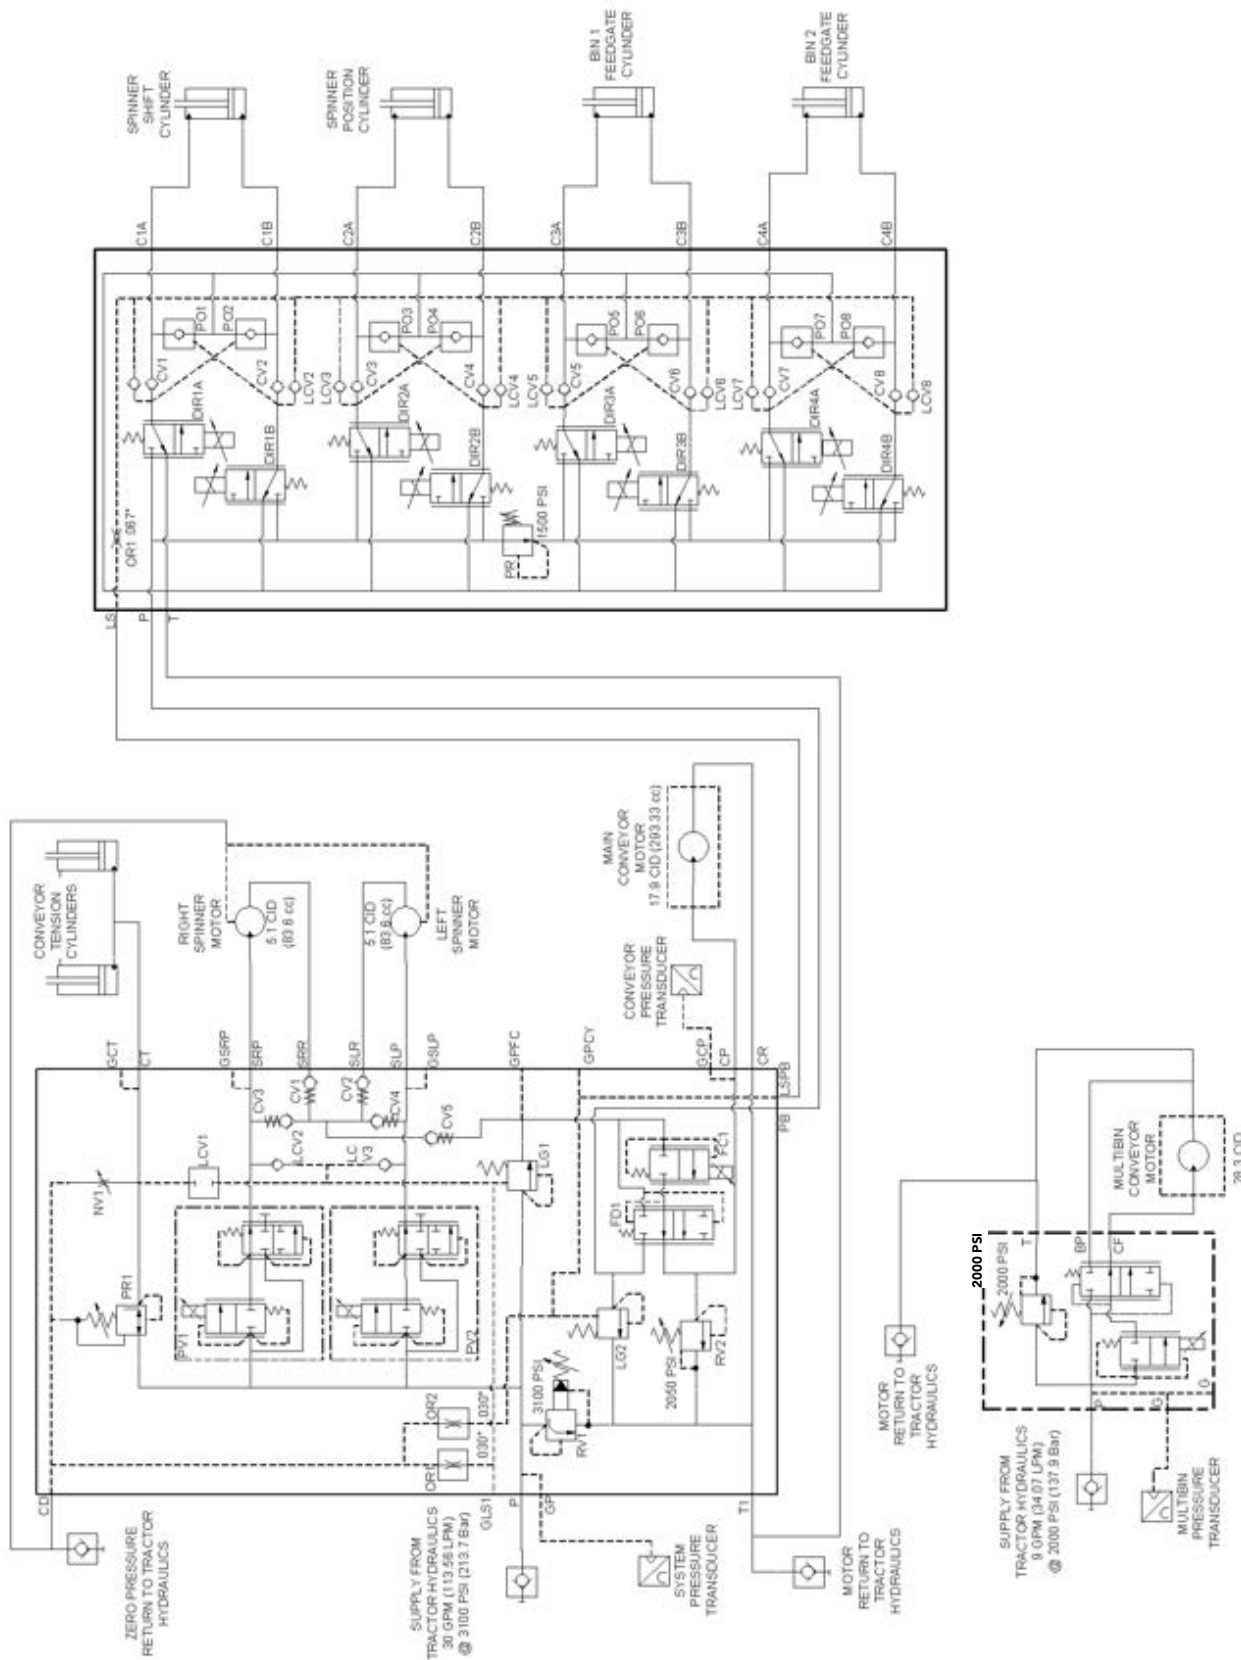 SPINNER
SHIFT
CYLINDER
SPINNER
POSITION
CYLINDER
BIN 1
FEEDGATE
CYLINDER
BIN 2
FEEDGATE
CYLINDER
C1A
C1B
C2A
C2B
C3A
C3B
C4A
C4B
PO1
PO2
PO3
PO4
PO5
PO6
PO7
PO8
CV1
CV2
LCV2
LCV3
CV3
CV4
LCV4
LCV5
CV5
CV6
LCV6
LCV7
CV7
CV8
LCV8
DIR1A
DIR1B
DIR2A
DIR2B
DIR3A
DIR3B
DIR4A
DIR4B
OR1 .067"
PR
1500 PSI
LS
P
T
CONVEYOR
TENSION
CYLINDERS
RIGHT
SPINNER
MOTOR
5.1 CID
(83.6 cc)
5.1 CID
(83.6 cc)
LEFT
SPINNER
MOTOR
CONVEYOR
PRESSURE
TRANSDUCER
MAIN
CONVEYOR
MOTOR
17.9 CID (293.33 cc)
GCT
CT
GSRP
SRP
SRR
SLR
SLP
GSLP
GPFC
GPCY
GCP
CP
CR
LSPB
PB
NV1
LCV1
CV3
CV1
CV2
CV4
CV5
LCV2
LC
V3
LG1
FC1
FD1
PR1
PV1
PV2
LG2
RV2
2050 PSI
3100 PSI
RV1
OR2
.030"
OR1
.030"
CD
GLS1
P
GP
T1
ZERO PRESSURE
RETURN TO TRACTOR
HYDRAULICS
SUPPLY FROM
TRACTOR HYDRAULICS
30 GPM (113.56 LPM)
@ 3100 PSI (213.7 Bar)
SYSTEM
PRESSURE
TRANSDUCER
MOTOR
RETURN TO
TRACTOR
HYDRAULICS
MOTOR
RETURN TO
TRACTOR
HYDRAULICS
MULTIBIN
CONVEYOR
MOTOR
28.3 CID
2000 PSI
2000 PSI
T
BP
CF
P
G
G
SUPPLY FROM
TRACTOR HYDRAULICS
9 GPM (34.07 LPM)
@ 2000 PSI (137.9 Bar)
MULTIBIN
PRESSURE
TRANSDUCER